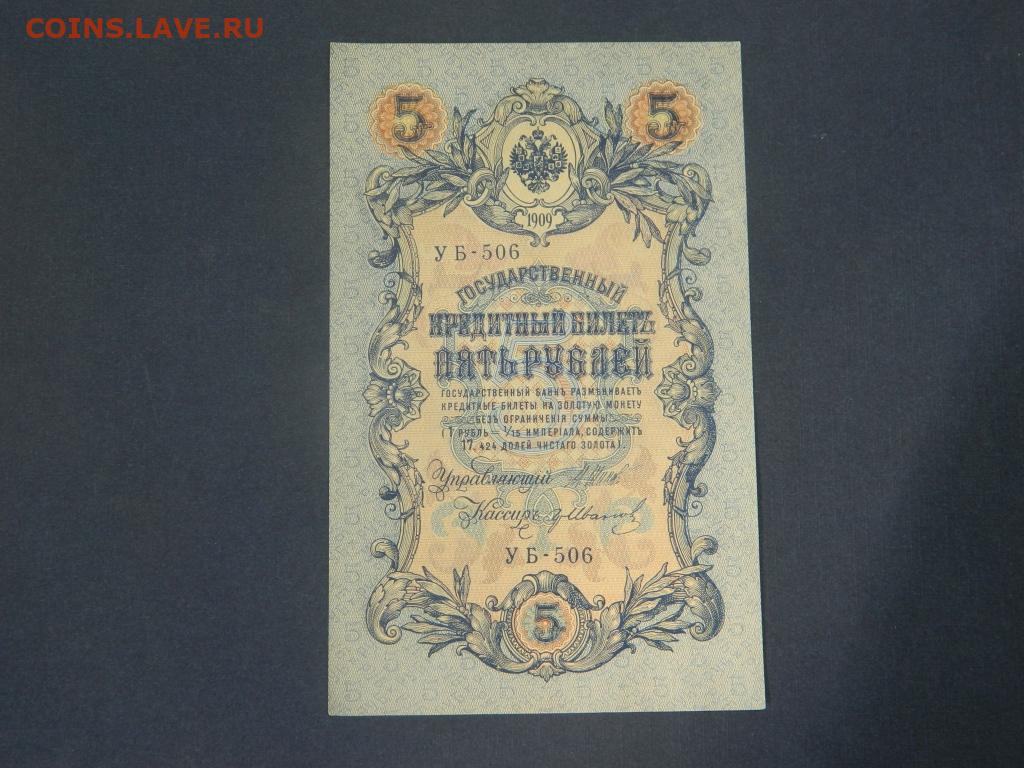 COINS.LAVE.RU
5 5
1909
УБ-506
ГОСУДАРСТВЕННЫЙ
КРЕДИТНЫЙ БИЛЕТЪ
ПЯТЬ РУБЛЕЙ
ГОСУДАРСТВЕННЫЙ БАНКЪ РАЗМѢНИВАЕТЪ
КРЕДИТНЫЕ БИЛЕТЫ НА ЗОЛОТУЮ МОНЕТУ
БЕЗЪ ОГРАНИЧЕНІЯ СУММЫ
(1 РУБЛЬ = 1/15 ИМПЕРІАЛА, СОДЕРЖИТЪ
17,424 ДОЛЕЙ ЧИСТАГО ЗОЛОТА).
Управляющій
Кассиръ Иванов
УБ-506
5